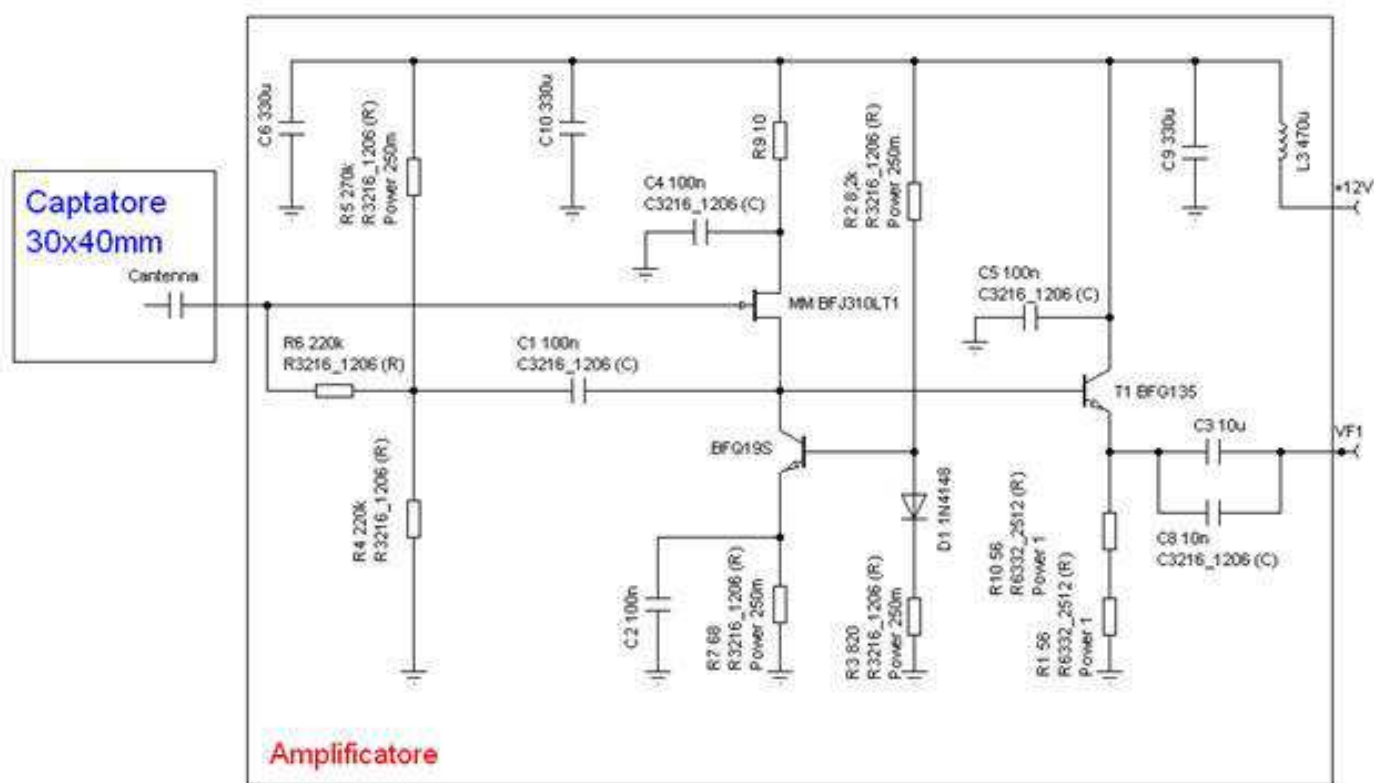 C6 330u
R5 270k
R3216_1206 (R)
Power 250m
C10 330u
R9 10
R2 8,2k
R3216_1206 (R)
Power 250m
C9 330u
L3 470u
+12V
Captatore
30x40mm
Cantenna
C4 100n
C3216_1206 (C)
MMBFJ310LT1
C5 100n
C3216_1206 (C)
R6 220k
R3216_1206 (R)
C1 100n
C3216_1206 (C)
T1 BFG135
BFQ19S
C3 10u
VF1
R4 220k
R3216_1206 (R)
D1 1N4148
C8 10n
C3216_1206 (C)
R10 56
R6332_2512 (R)
Power 1
C2 100n
R7 68
R3216_1206 (R)
Power 250m
R3 820
R3216_1206 (R)
Power 250m
R1 56
R6332_2512 (R)
Power 1
Amplificatore